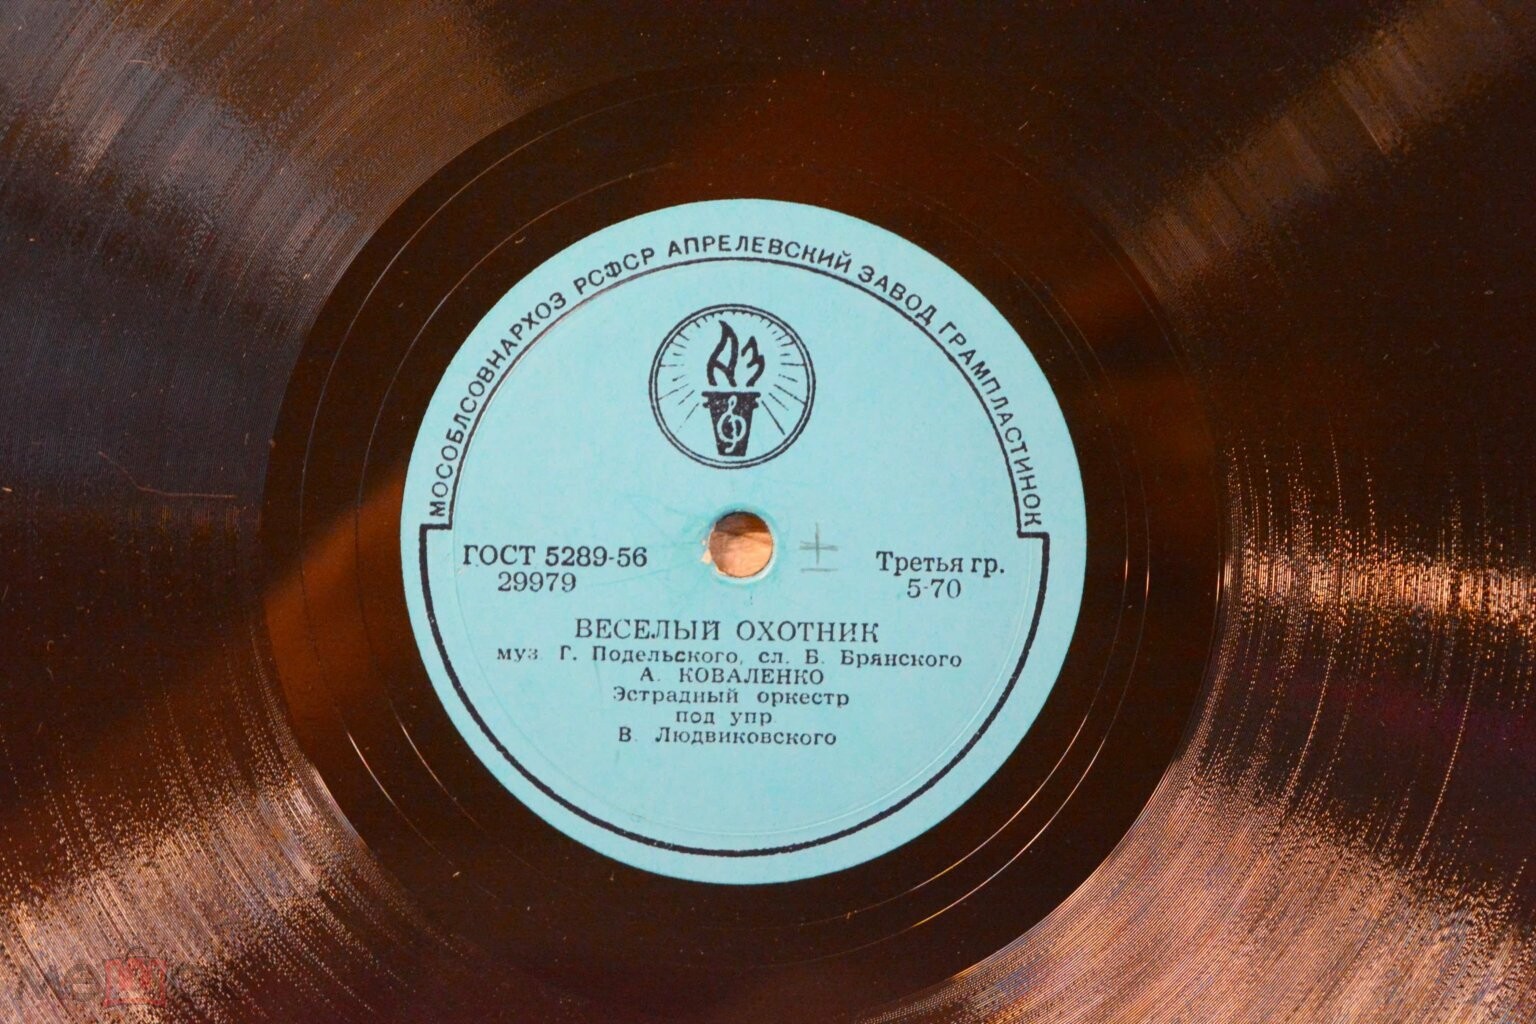 МОСОБЛСОВНАРХОЗ РСФСР АПРЕЛЕВСКИЙ ЗАВОД ГРАМПЛАСТИНОК
АЗ
ГОСТ 5289-56
29979
Третья гр.
5-70
ВЕСЕЛЫЙ ОХОТНИК
муз. Г. Подельского, сл. Б. Брянского
А. КОВАЛЕНКО
Эстрадный оркестр
под упр.
В. Людвиковского